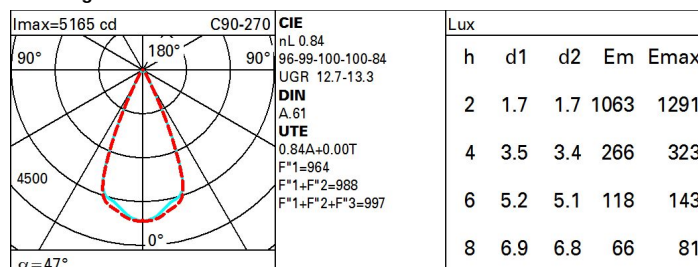 Imax=5165 cd C90-270
90° 180° 90°
4500
0°
α=47°
CIE
nL 0.84
96-99-100-100-84
UGR 12.7-13.3
DIN
A.61
UTE
0.84A+0.00T
F"1=964
F"1+F"2=988
F"1+F"2+F"3=997
Lux
h d1 d2 Em Emax
2 1.7 1.7 1063 1291
4 3.5 3.4 266 323
6 5.2 5.1 118 143
8 6.9 6.8 66 81